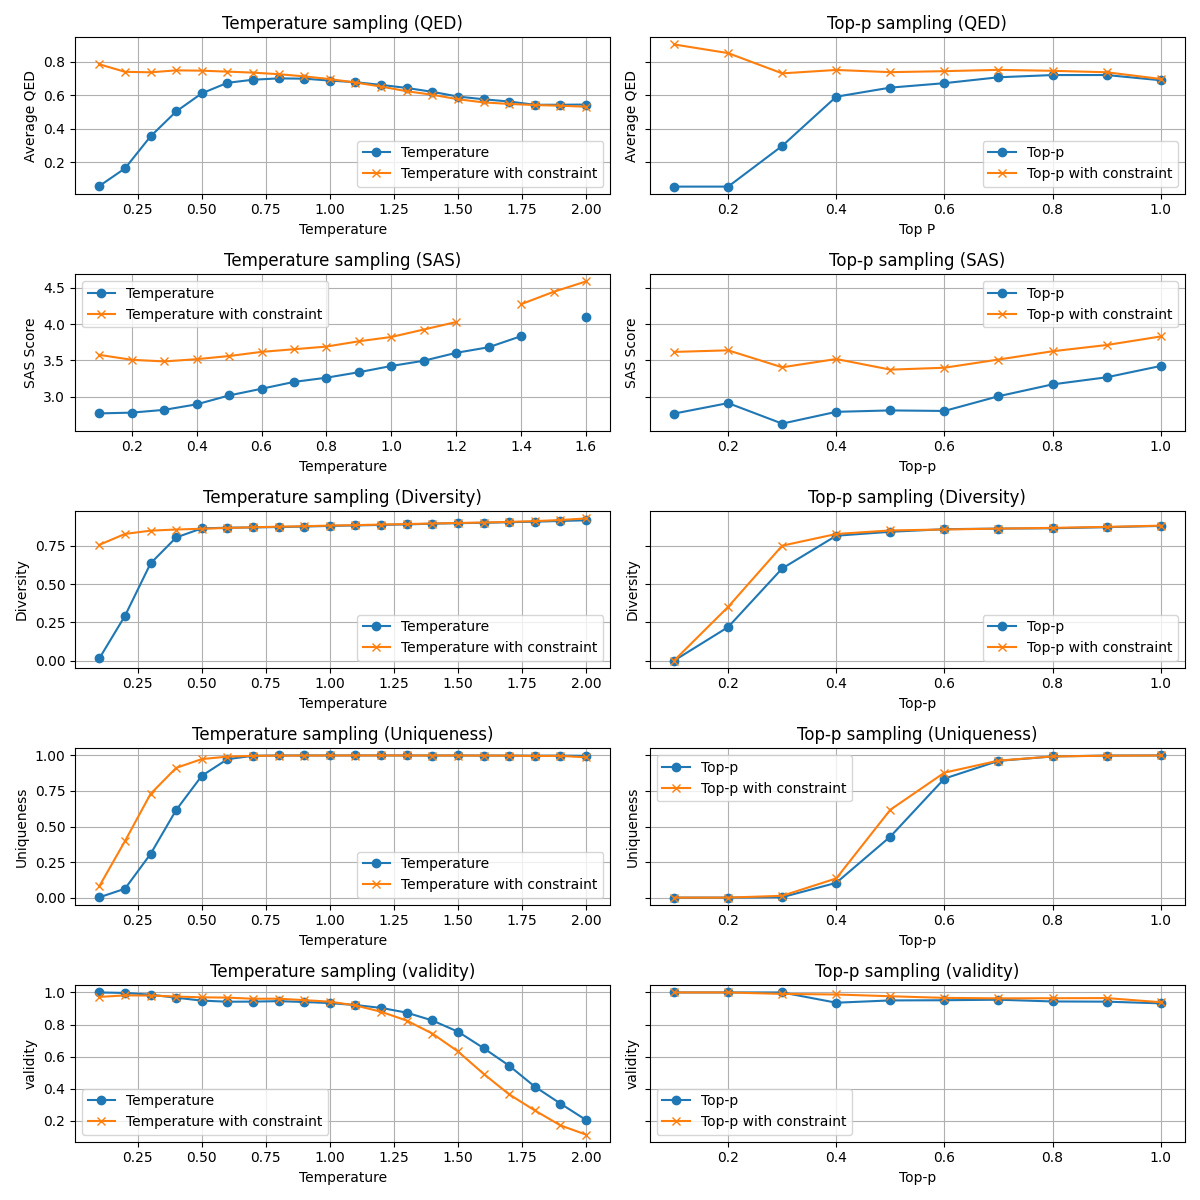 Temperature sampling (QED)
Average QED
0.8
0.6
0.4
0.2
Temperature
Temperature with constraint
0.25 0.50 0.75 1.00 1.25 1.50 1.75 2.00
Temperature
Top-p sampling (QED)
Average QED
Top-p
Top-p with constraint
0.2 0.4 0.6 0.8 1.0
Top P
Temperature sampling (SAS)
SAS Score
4.5
4.0
3.5
3.0
Temperature
Temperature with constraint
0.2 0.4 0.6 0.8 1.0 1.2 1.4 1.6
Temperature
Top-p sampling (SAS)
SAS Score
Top-p
Top-p with constraint
0.2 0.4 0.6 0.8 1.0
Top-p
Temperature sampling (Diversity)
Diversity
0.75
0.50
0.25
0.00
Temperature
Temperature with constraint
0.25 0.50 0.75 1.00 1.25 1.50 1.75 2.00
Temperature
Top-p sampling (Diversity)
Diversity
Top-p
Top-p with constraint
0.2 0.4 0.6 0.8 1.0
Top-p
Temperature sampling (Uniqueness)
Uniqueness
1.00
0.75
0.50
0.25
0.00
Temperature
Temperature with constraint
0.25 0.50 0.75 1.00 1.25 1.50 1.75 2.00
Temperature
Top-p sampling (Uniqueness)
Uniqueness
Top-p
Top-p with constraint
0.2 0.4 0.6 0.8 1.0
Top-p
Temperature sampling (validity)
validity
1.0
0.8
0.6
0.4
0.2
Temperature
Temperature with constraint
0.25 0.50 0.75 1.00 1.25 1.50 1.75 2.00
Temperature
Top-p sampling (validity)
validity
Top-p
Top-p with constraint
0.2 0.4 0.6 0.8 1.0
Top-p